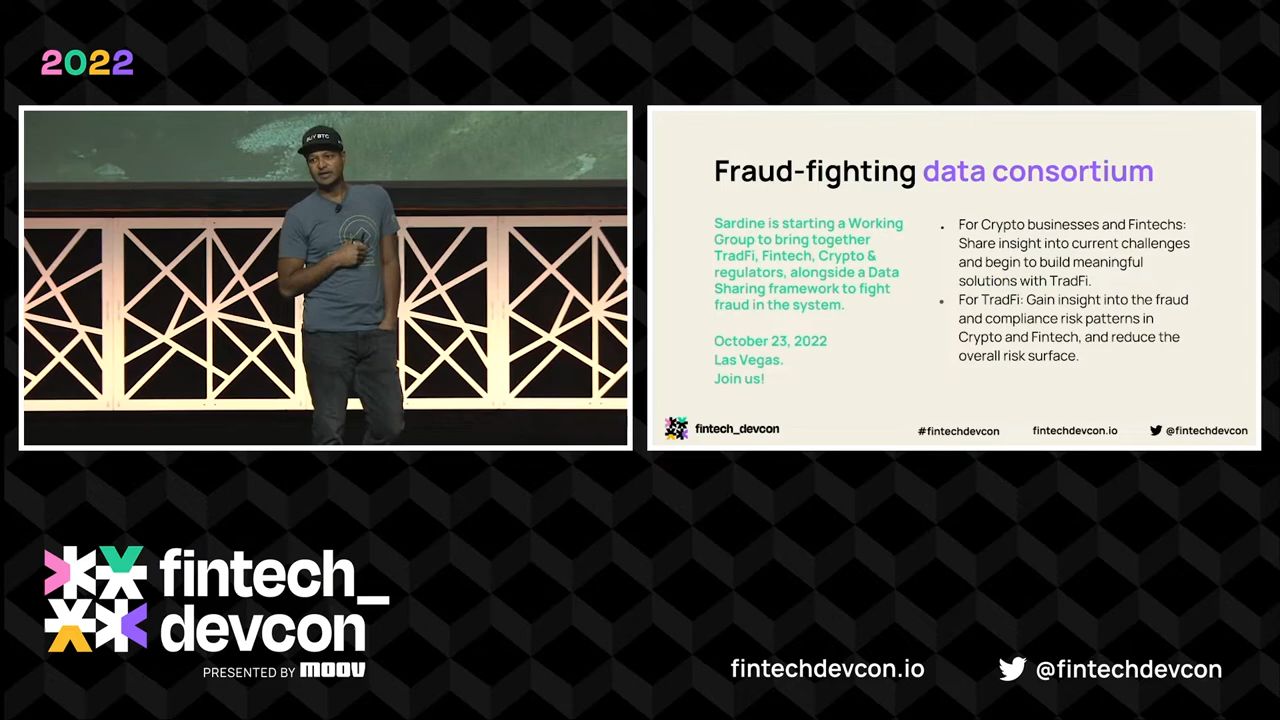 2022
BUY BTC
Fraud-fighting data consortium
Sardine is starting a Working
Group to bring together
TradFi, Fintech, Crypto &
regulators, alongside a Data
Sharing framework to fight
fraud in the system.
October 23, 2022
Las Vegas.
Join us!
• For Crypto businesses and Fintechs:
Share insight into current challenges
and begin to build meaningful
solutions with TradFi.
• For TradFi: Gain insight into the fraud
and compliance risk patterns in
Crypto and Fintech, and reduce the
overall risk surface.
fintech_devcon
#fintechdevcon
fintechdevcon.io
@fintechdevcon
fintech_
devcon
PRESENTED BY MOOV
fintechdevcon.io
@fintechdevcon